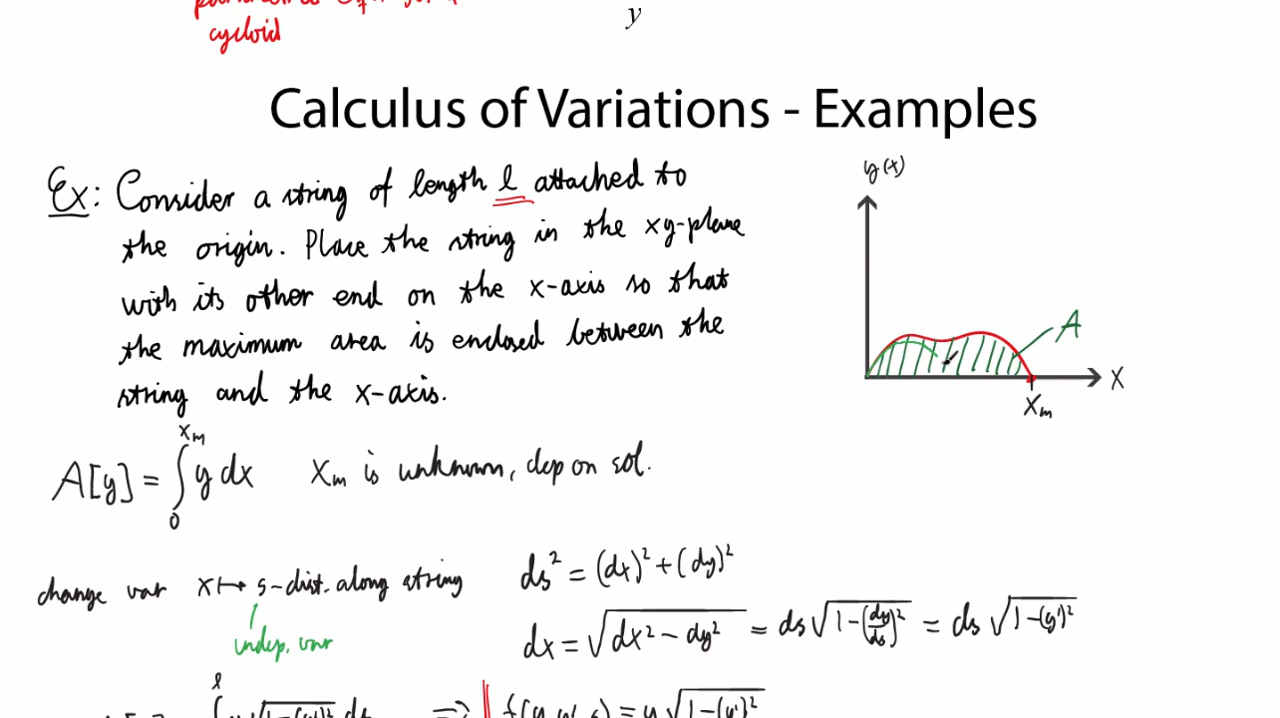 cycloid
y
Calculus of Variations - Examples
Ex: Consider a string of length l attached to
the origin. Place the string in the xy-plane
with its other end on the x-axis so that
the maximum area is enclosed between the
string and the x-axis.
y(x)
A
X
Xm
A[y] = ∫₀^xm y dx    Xm is unknown, dep on sol.
change var x ↦ s - dist. along string
indep. var
ds² = (dx)² + (dy)²
dx = √(dx² - dy²) = ds √(1 - (dy/ds)²) = ds √(1 - (y')²)
l
⇒ f(y, y', s) = y √(1 - (y')²)